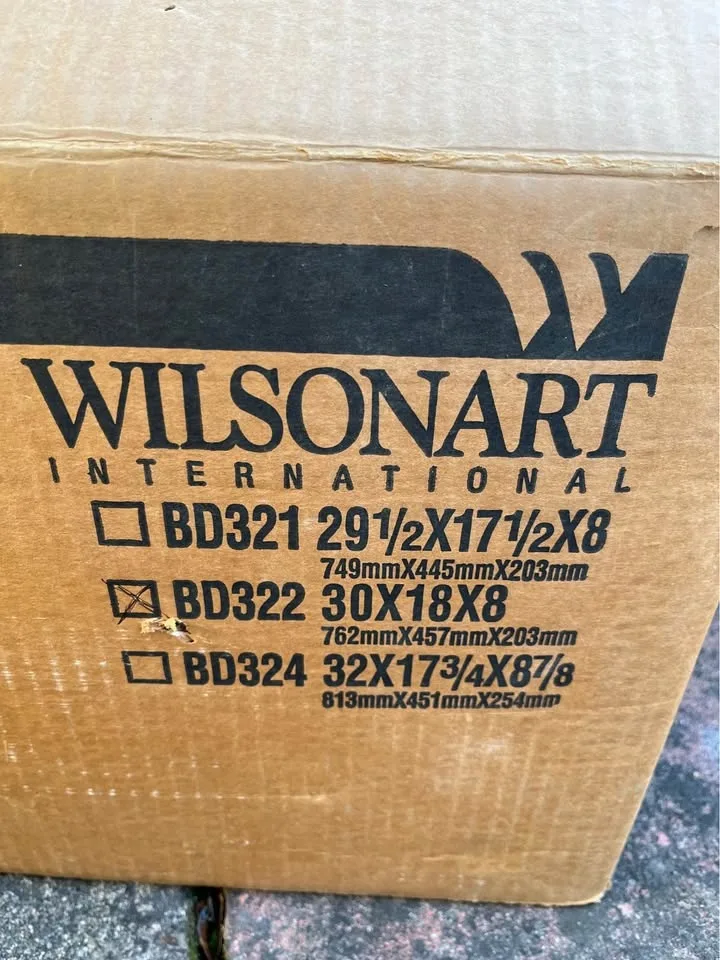 WILSONART
INTERNATIONAL
BD321 29 1/2X17 1/2X8
749mmX445mmX203mm
BD322 30X18X8
762mmX457mmX203mm
BD324 32X17 3/4X8 7/8
813mmX451mmX254mm